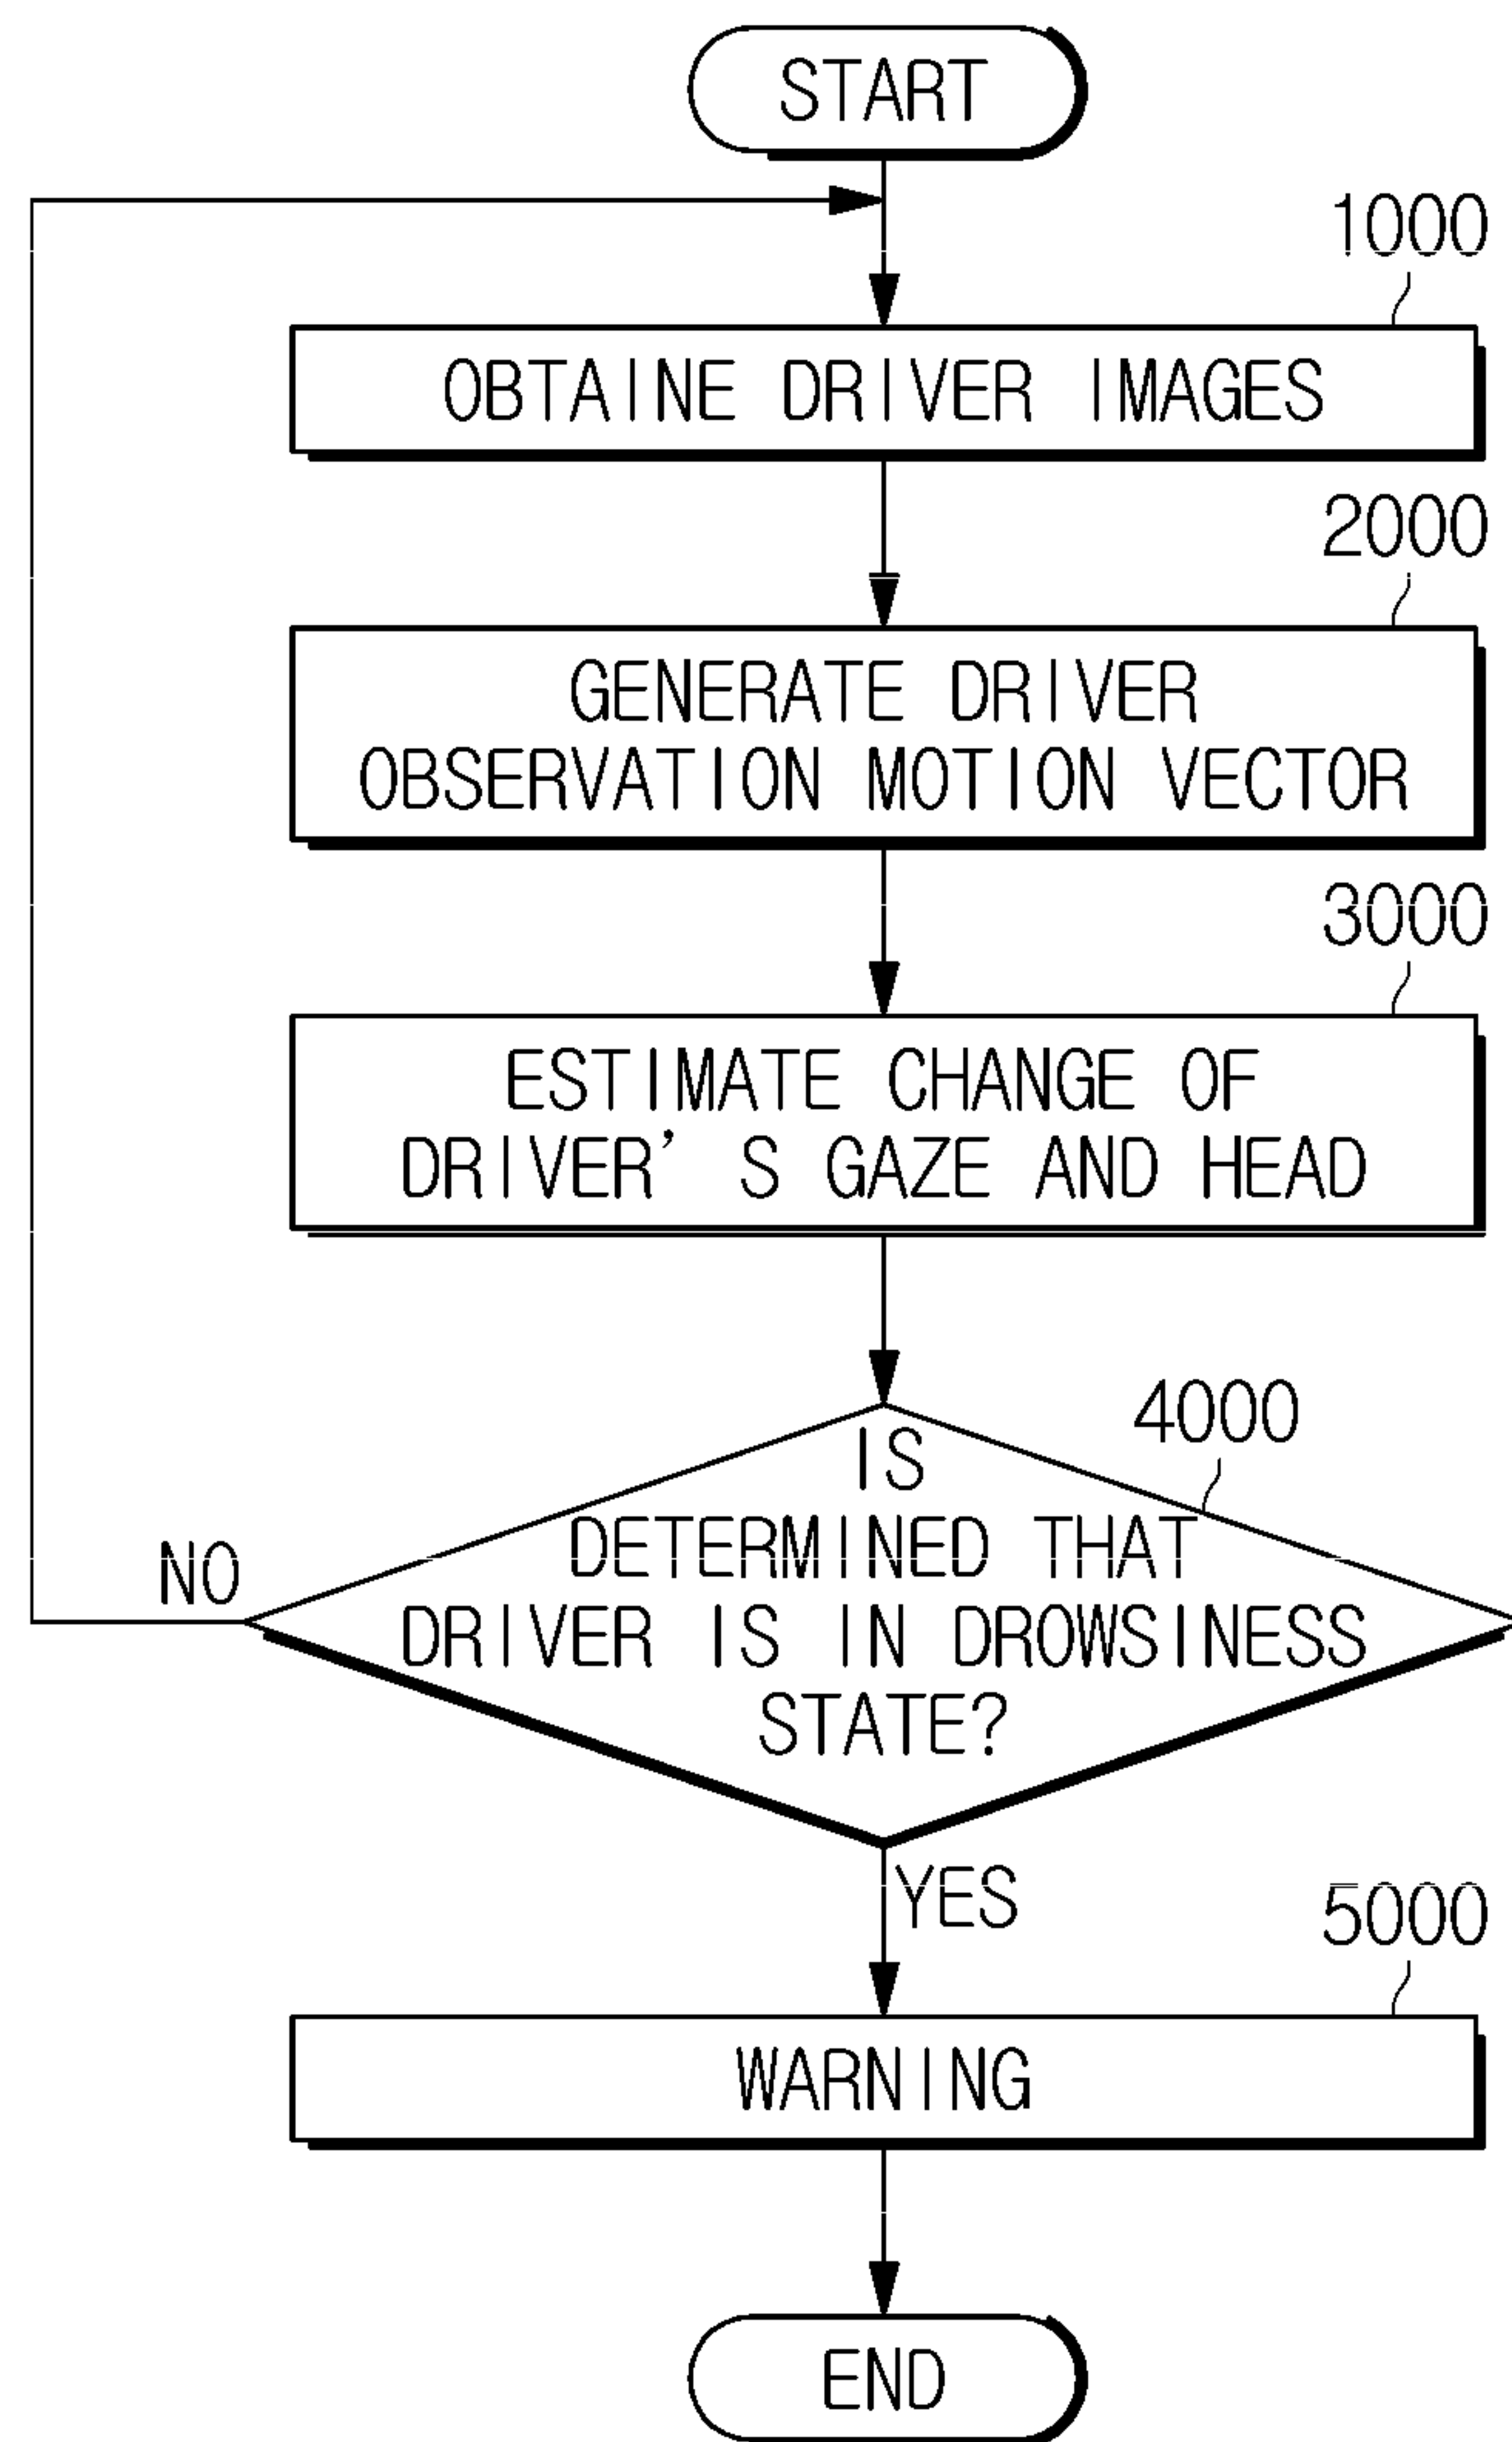 START
1000
OBTAINE DRIVER IMAGES
2000
GENERATE DRIVER
OBSERVATION MOTION VECTOR
3000
ESTIMATE CHANGE OF
DRIVER'S GAZE AND HEAD
4000
IS
DETERMINED THAT
DRIVER IS IN DROWSINESS
STATE?
NO
YES
5000
WARNING
END